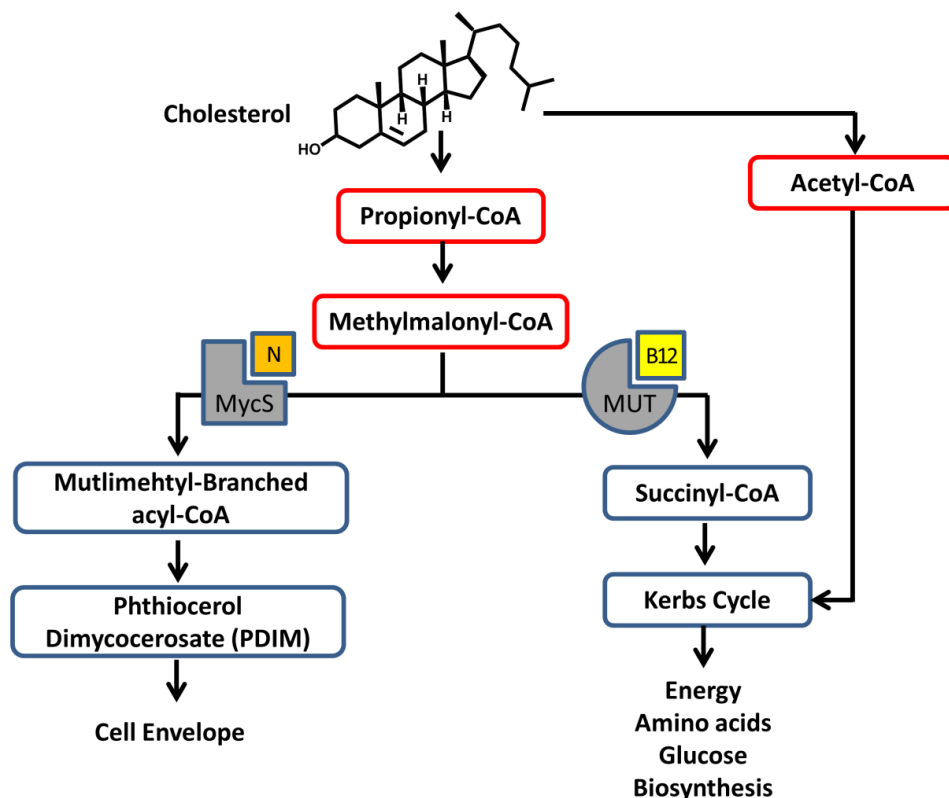 Cholesterol
HO
H
H
H
Acetyl-CoA
Propionyl-CoA
Methylmalonyl-CoA
N
MycS
B12
MUT
Mutlimehtyl-Branched
acyl-CoA
Succinyl-CoA
Phthiocerol
Dimycocerosate (PDIM)
Kerbs Cycle
Cell Envelope
Energy
Amino acids
Glucose
Biosynthesis